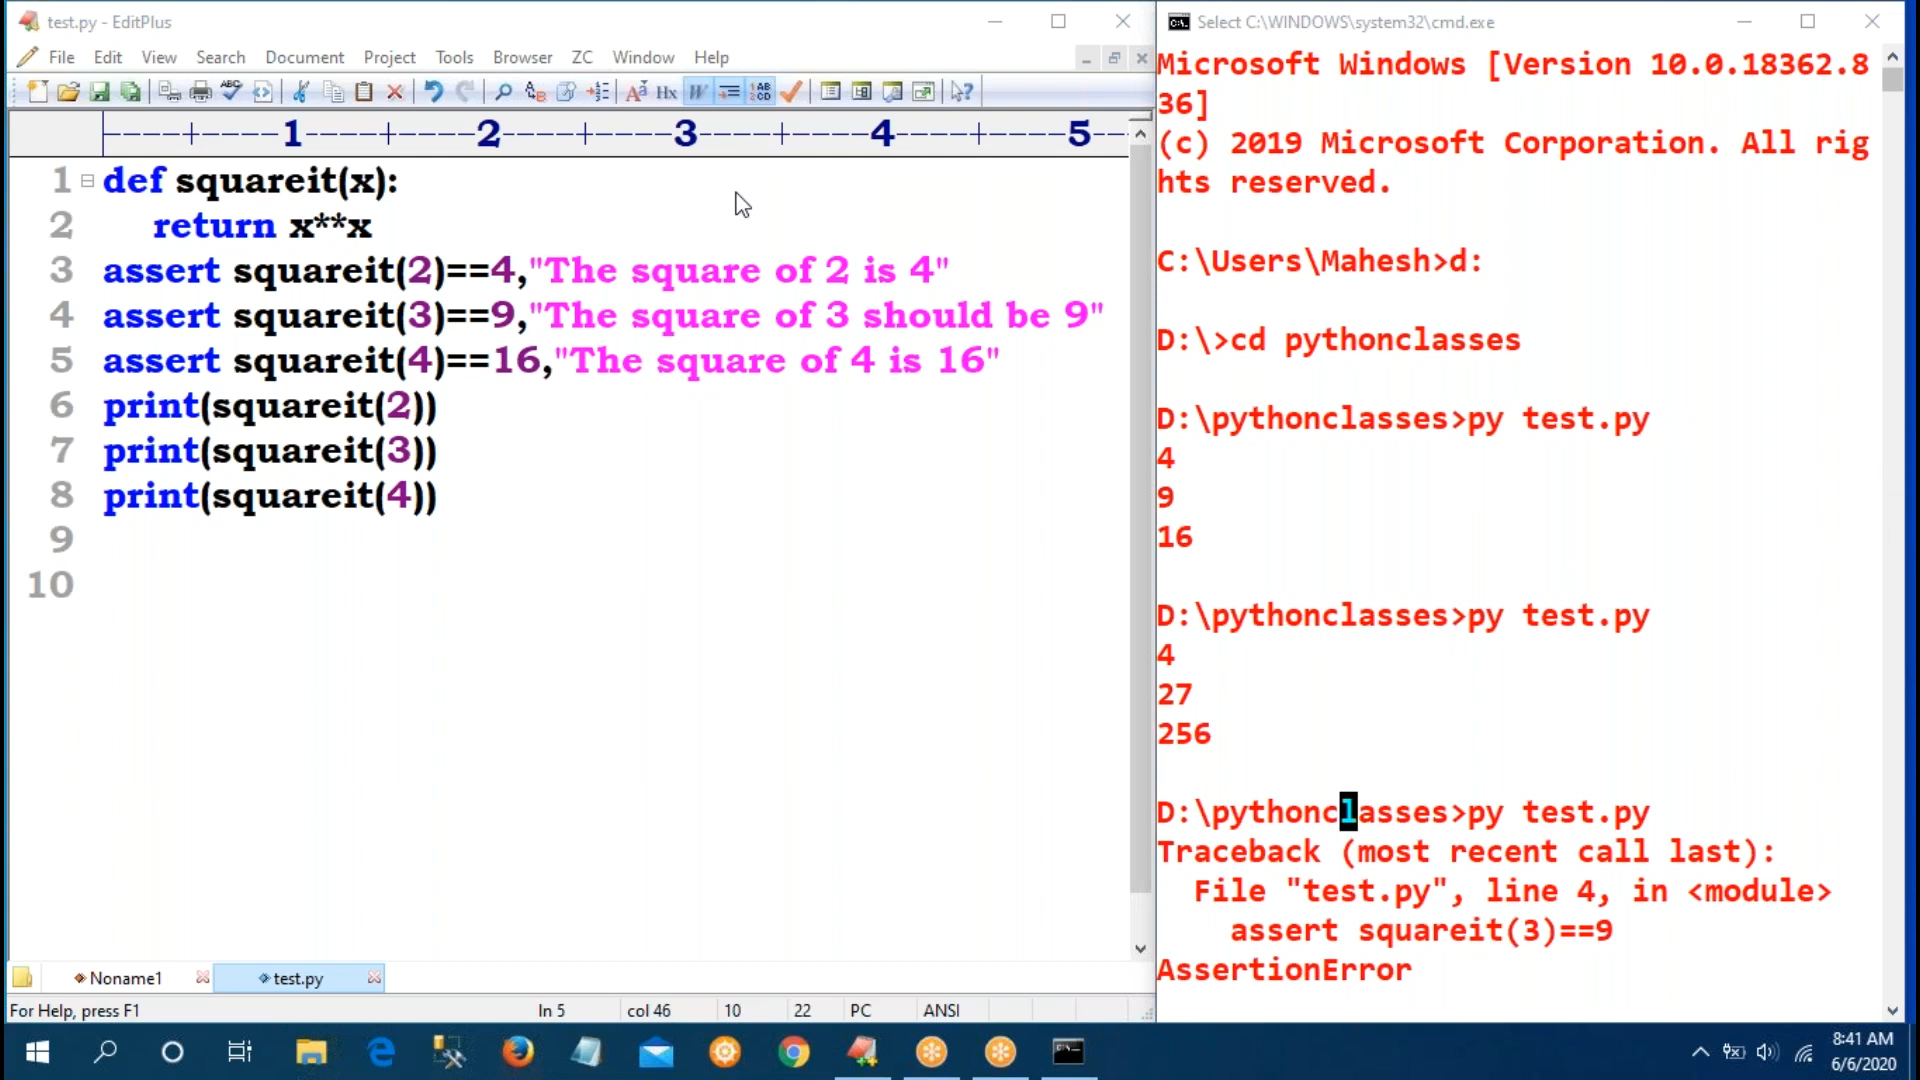 test.py - EditPlus
File Edit View Search Document Project Tools Browser ZC Window Help
----+----1----+----2----+----3----+----4----+----5--
1 def squareit(x):
2 return x**x
3 assert squareit(2)==4,"The square of 2 is 4"
4 assert squareit(3)==9,"The square of 3 should be 9"
5 assert squareit(4)==16,"The square of 4 is 16"
6 print(squareit(2))
7 print(squareit(3))
8 print(squareit(4))
9
10
Noname1 test.py
For Help, press F1 ln 5 col 46 10 22 PC ANSI
Select C:\WINDOWS\system32\cmd.exe
Microsoft Windows [Version 10.0.18362.8
36]
(c) 2019 Microsoft Corporation. All rig
hts reserved.
C:\Users\Mahesh>d:
D:\>cd pythonclasses
D:\pythonclasses>py test.py
4
9
16
D:\pythonclasses>py test.py
4
27
256
D:\pythonclasses>py test.py
Traceback (most recent call last):
File "test.py", line 4, in <module>
assert squareit(3)==9
AssertionError
8:41 AM
6/6/2020